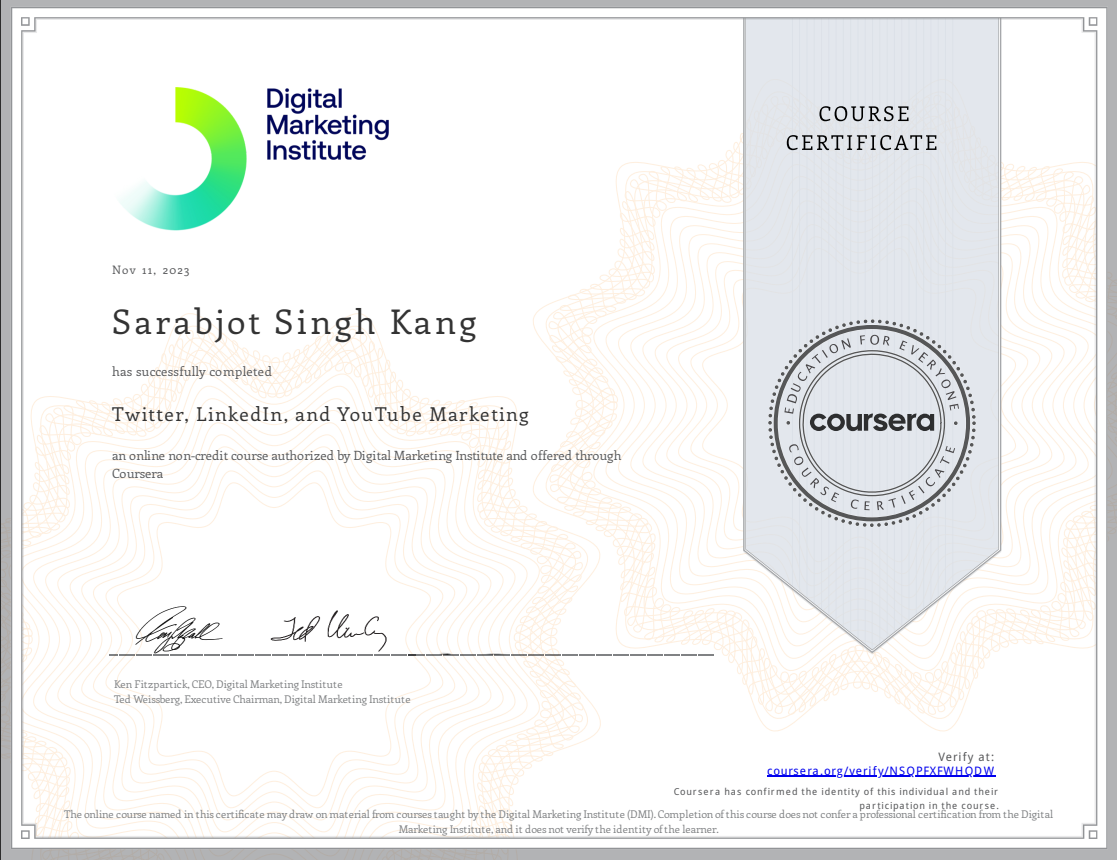 Digital
Marketing
Institute
COURSE
CERTIFICATE
Nov 11, 2023
Sarabjot Singh Kang
has successfully completed
Twitter, LinkedIn, and YouTube Marketing
an online non-credit course authorized by Digital Marketing Institute and offered through
Coursera
EDUCATION FOR EVERYONE
coursera
COURSE CERTIFICATE
Ken Fitzpartick, CEO, Digital Marketing Institute
Ted Weissberg, Executive Chairman, Digital Marketing Institute
Verify at:
coursera.org/verify/NSQPFXFWHQDW
Coursera has confirmed the identity of this individual and their
participation in the course.
The online course named in this certificate may draw on material from courses taught by the Digital Marketing Institute (DMI). Completion of this course does not confer a professional certification from the Digital
Marketing Institute, and it does not verify the identity of the learner.